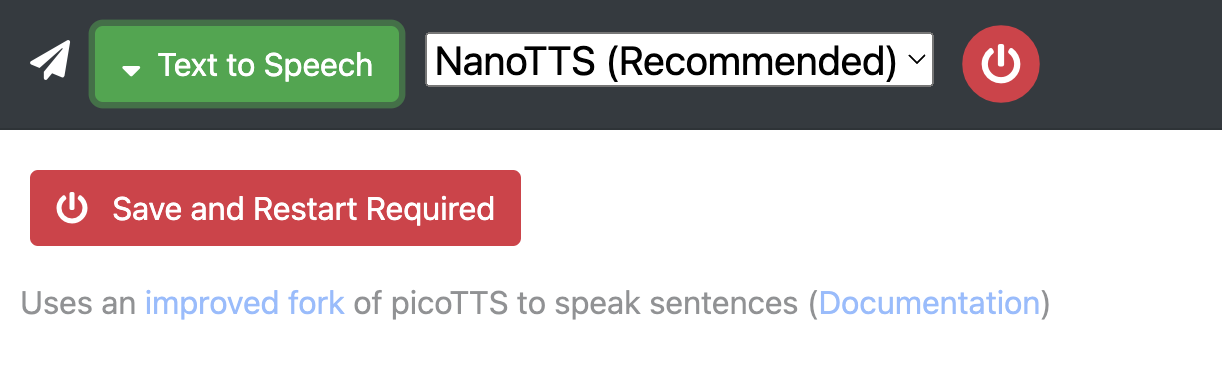 Text to Speech NanoTTS (Recommended)
Save and Restart Required
Uses an improved fork of picoTTS to speak sentences (Documentation)